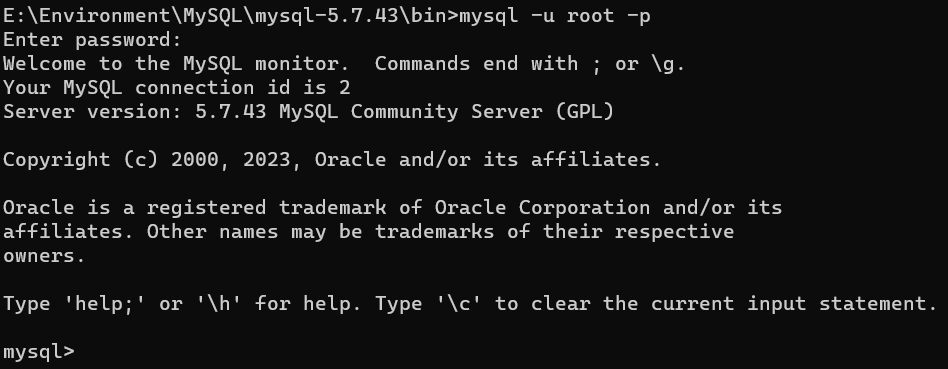 E:\Environment\MySQL\mysql-5.7.43\bin>mysql -u root -p
Enter password:
Welcome to the MySQL monitor.  Commands end with ; or \g.
Your MySQL connection id is 2
Server version: 5.7.43 MySQL Community Server (GPL)

Copyright (c) 2000, 2023, Oracle and/or its affiliates.

Oracle is a registered trademark of Oracle Corporation and/or its
affiliates. Other names may be trademarks of their respective
owners.

Type 'help;' or '\h' for help. Type '\c' to clear the current input statement.

mysql>